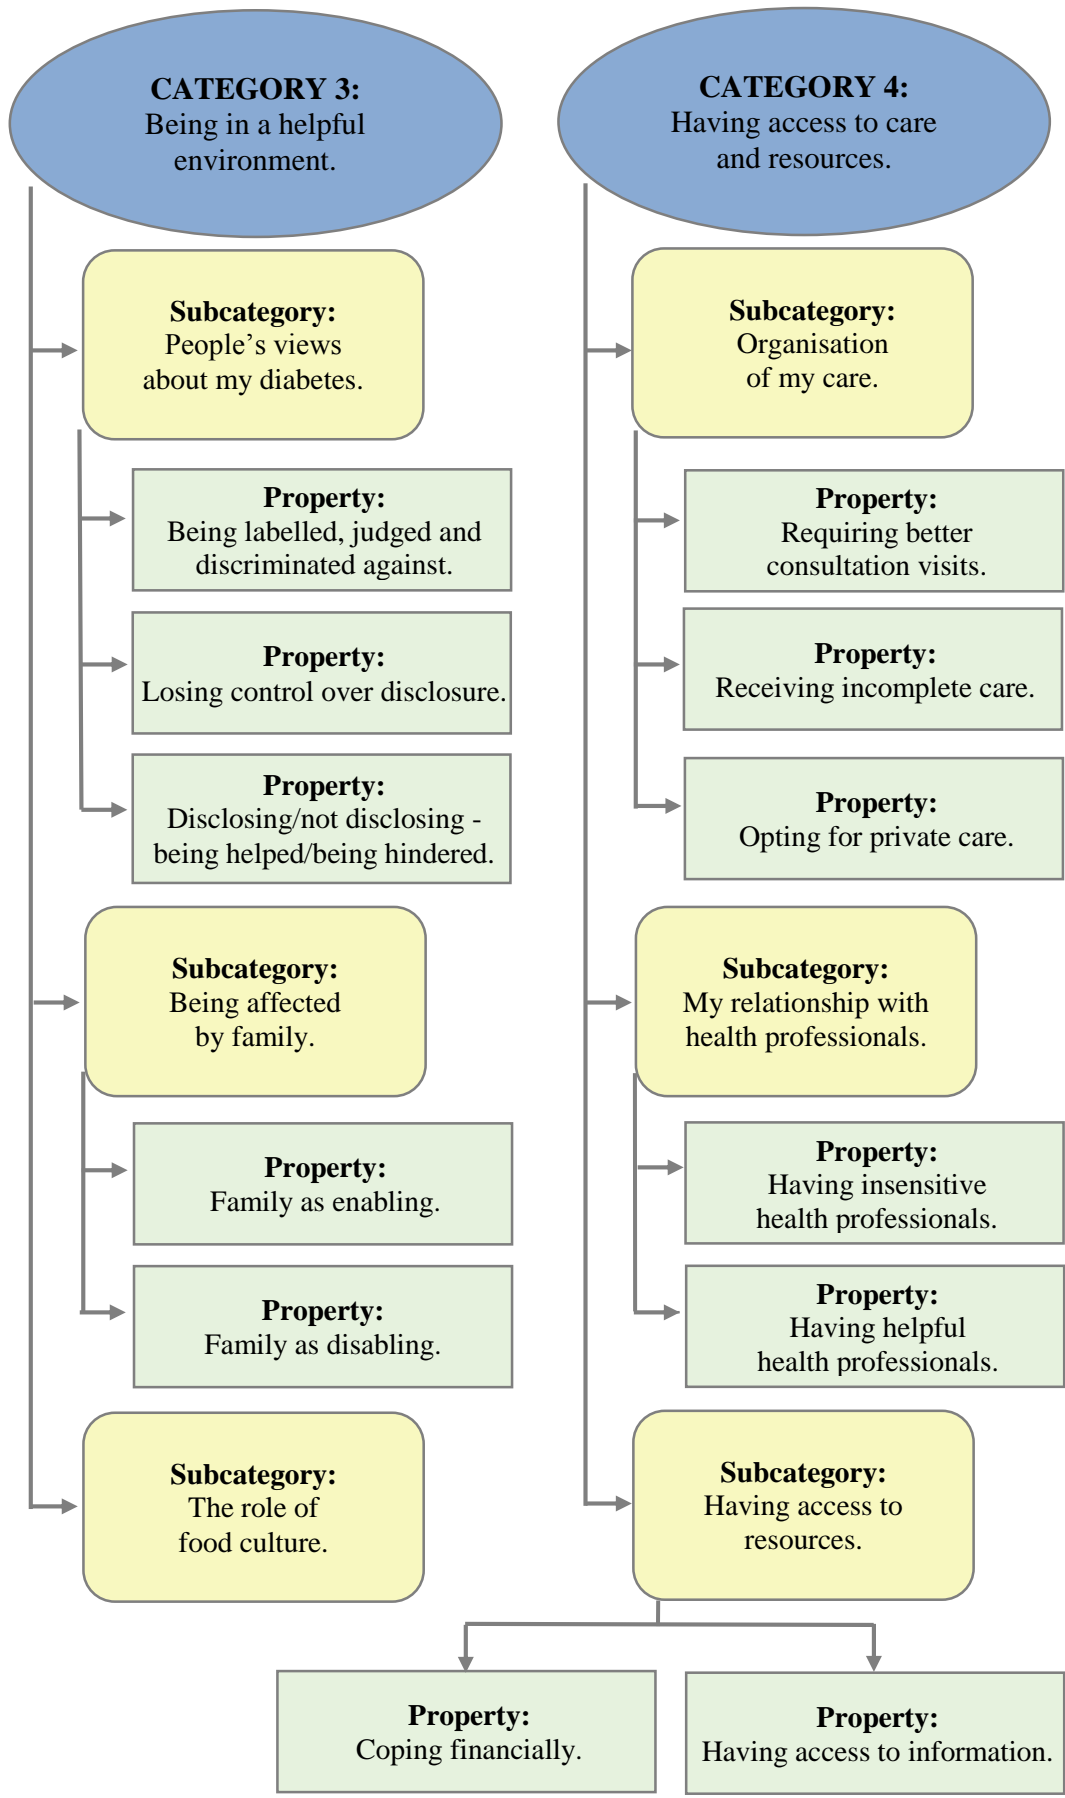 CATEGORY 3:
Being in a helpful
environment.
Subcategory:
People’s views
about my diabetes.
Property:
Being labelled, judged and
discriminated against.
Property:
Losing control over disclosure.
Property:
Disclosing/not disclosing -
being helped/being hindered.
Subcategory:
Being affected
by family.
Property:
Family as enabling.
Property:
Family as disabling.
Subcategory:
The role of
food culture.
CATEGORY 4:
Having access to care
and resources.
Subcategory:
Organisation
of my care.
Property:
Requiring better
consultation visits.
Property:
Receiving incomplete care.
Property:
Opting for private care.
Subcategory:
My relationship with
health professionals.
Property:
Having insensitive
health professionals.
Property:
Having helpful
health professionals.
Subcategory:
Having access to
resources.
Property:
Coping financially.
Property:
Having access to information.